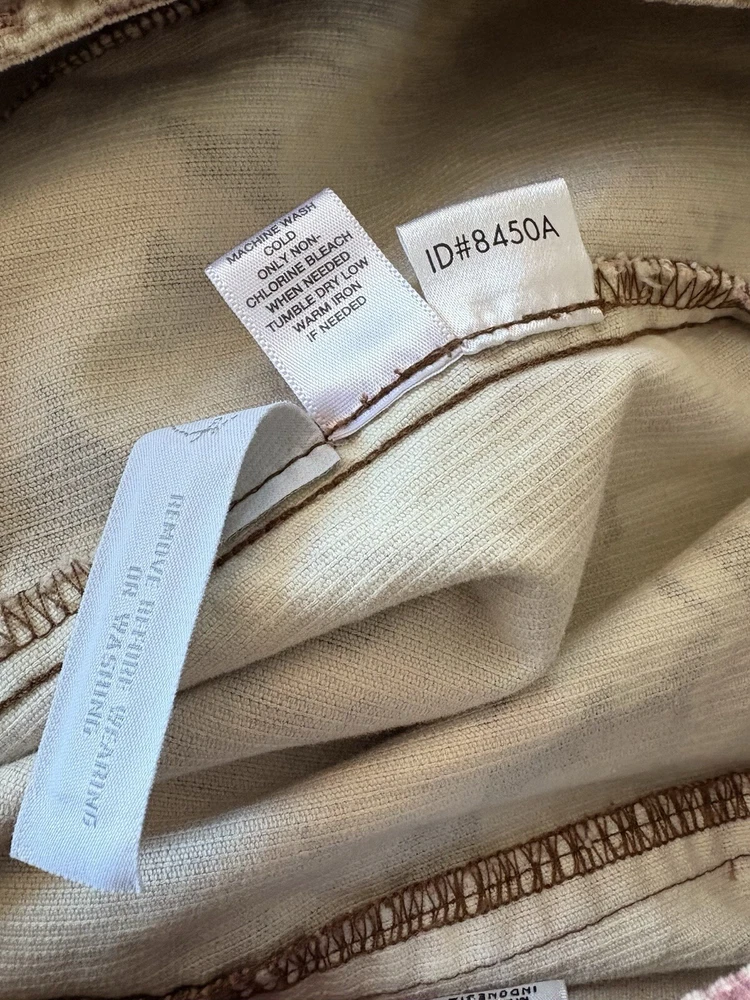 MACHINE WASH
COLD
ONLY NON-
CHLORINE BLEACH
WHEN NEEDED
TUMBLE DRY LOW
WARM IRON
IF NEEDED
ID#8450A
REMOVE BEFORE WEARING
OR WASHING